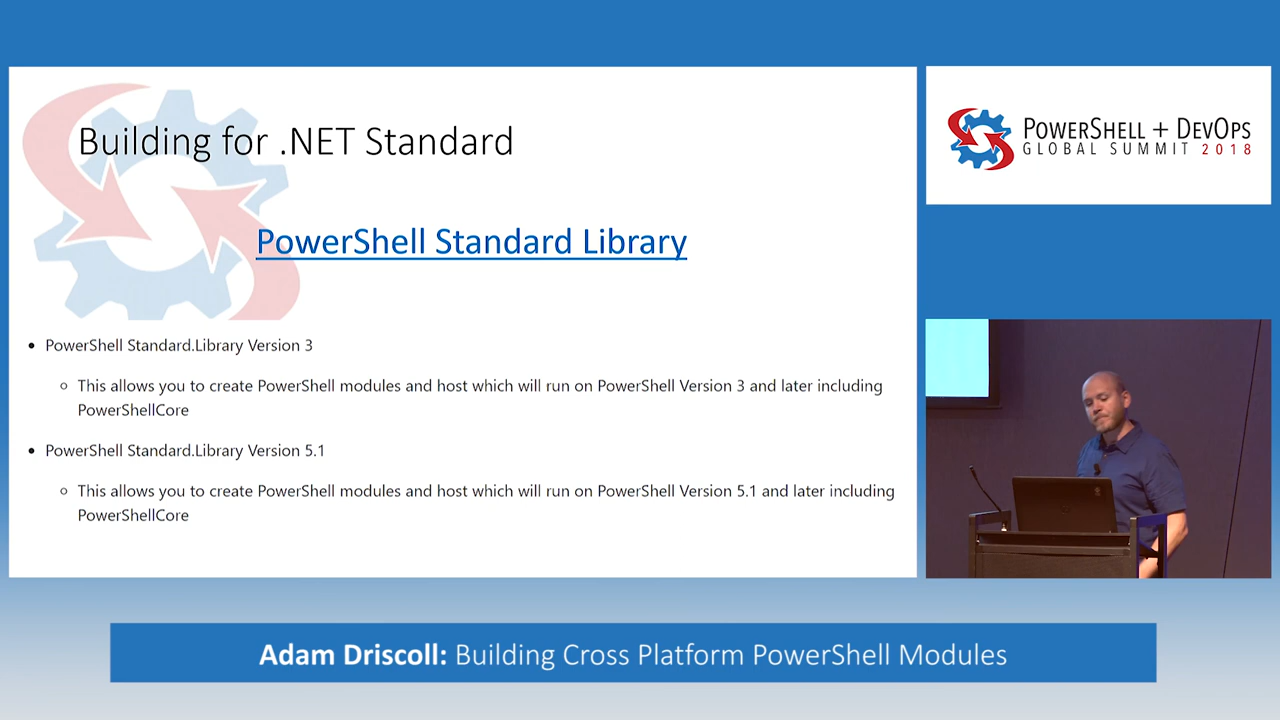 Building for .NET Standard
PowerShell Standard Library
PowerShell Standard.Library Version 3
This allows you to create PowerShell modules and host which will run on PowerShell Version 3 and later including
PowerShellCore
PowerShell Standard.Library Version 5.1
This allows you to create PowerShell modules and host which will run on PowerShell Version 5.1 and later including
PowerShellCore
POWERSHELL + DEVOPS
GLOBAL SUMMIT 2018
Adam Driscoll: Building Cross Platform PowerShell Modules